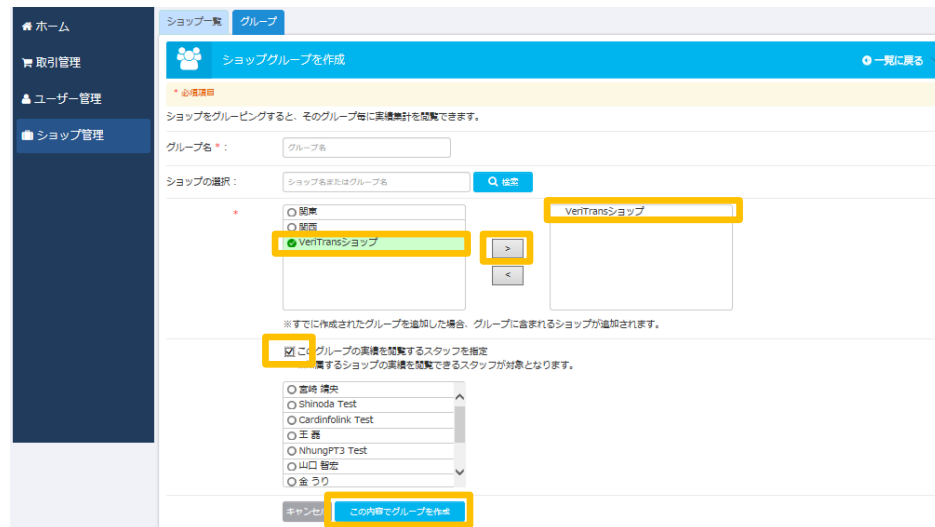 ホーム
取引管理
ユーザー管理
ショップ管理
ショップ一覧 グループ
ショップグループを作成
一覧に戻る
* 必須項目
ショップをグルーピングすると、そのグループ毎に実績集計を閲覧できます。
グループ名 * :
グループ名
ショップの選択 :
ショップ名またはグループ名
検索
*
関東
関西
VeriTransショップ
>
<
VeriTransショップ
※すでに作成されたグループを追加した場合、グループに含まれるショップが追加されます。
このグループの実績を閲覧するスタッフを指定
属するショップの実績を閲覧できるスタッフが対象となります。
宮崎 靖央
Shinoda Test
Cardinfolink Test
王 磊
NhungPT3 Test
山口 智宏
金 うり
キャンセル
この内容でグループを作成